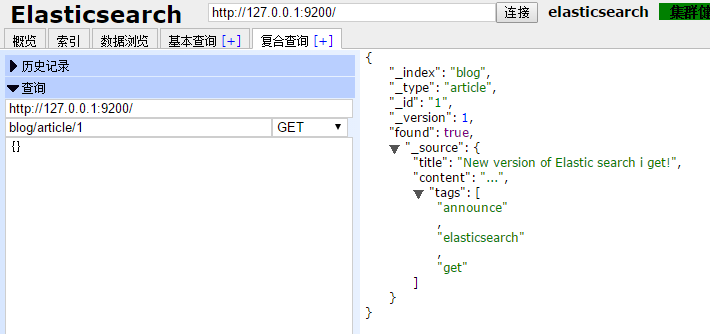 Elasticsearch http://127.0.0.1:9200/ 连接 elasticsearch 集群健
概览 索引 数据浏览 基本查询 [+] 复合查询 [+]
历史记录
查询
http://127.0.0.1:9200/
blog/article/1 GET
{}
{
"_index": "blog",
"_type": "article",
"_id": "1",
"_version": 1,
"found": true,
"_source": {
"title": "New version of Elastic search i get!",
"content": "...",
"tags": [
"announce"
,
"elasticsearch"
,
"get"
]
}
}